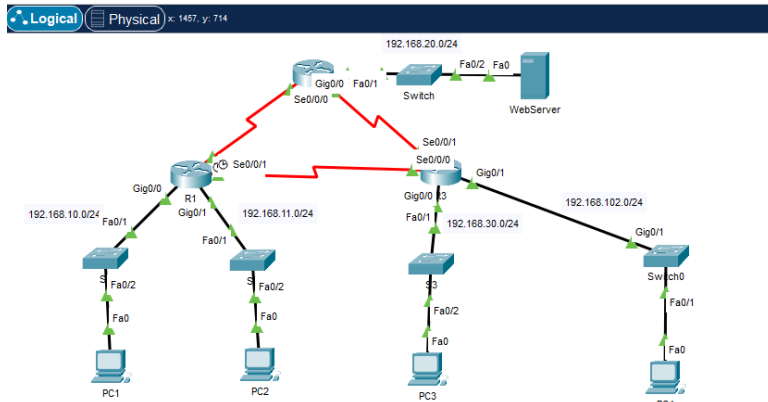 Logical
Physical
x: 1457, y: 714
192.168.20.0/24
Gig0/0
Fa0/1
Fa0/2
Fa0
Se0/0/0
Switch
WebServer
Se0/0/1
Se0/0/1
Se0/0/0
R1
Gig0/0
Gig0/1
Gig0/1
Gig0/0
R3
192.168.10.0/24
Fa0/1
192.168.11.0/24
Fa0/1
Fa0/1
192.168.30.0/24
192.168.102.0/24
Gig0/1
S
Fa0/2
S
Fa0/2
S3
Switch0
Fa0/1
Fa0
Fa0
Fa0/2
Fa0
Fa0
PC1
PC2
PC3